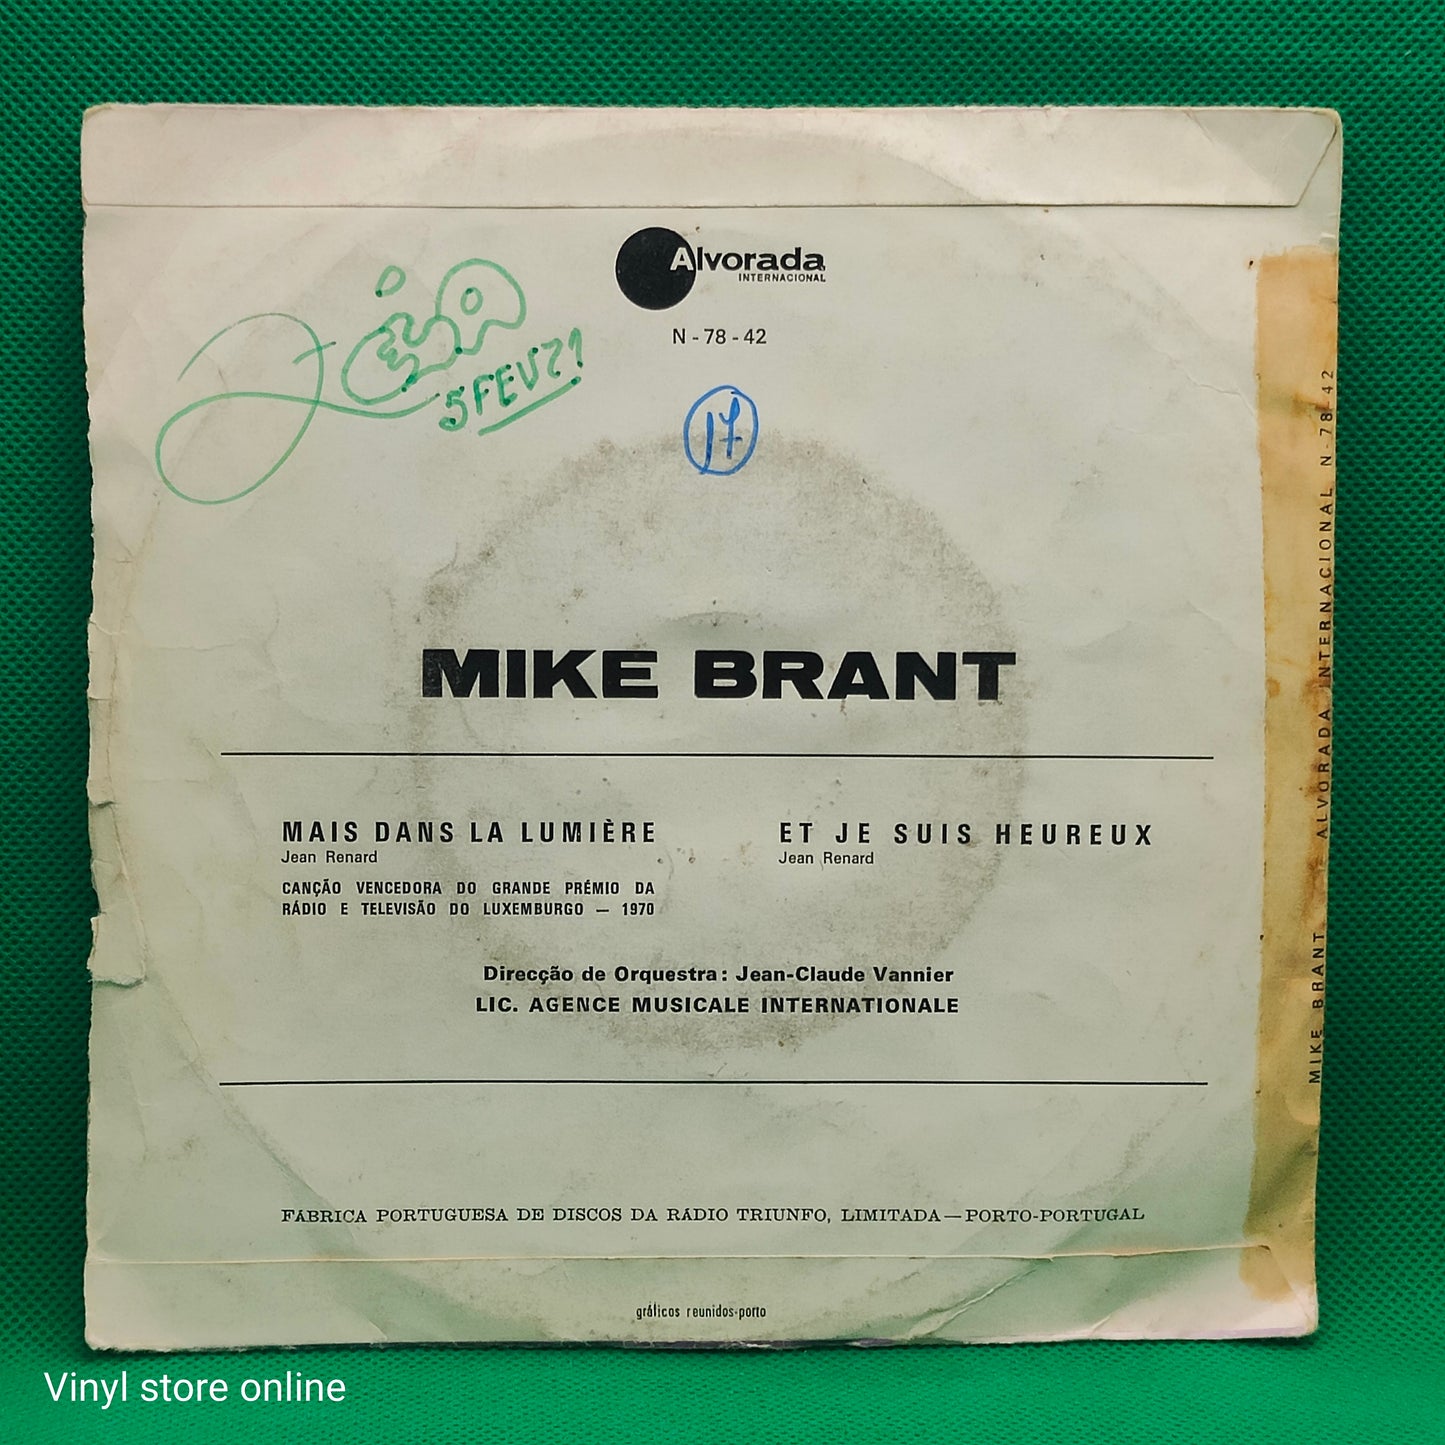 Alvorada
INTERNACIONAL
N - 78 - 42
5 FEV 71
17
MIKE BRANT
MAIS DANS LA LUMIÈRE
Jean Renard
CANÇÃO VENCEDORA DO GRANDE PRÉMIO DA
RÁDIO E TELEVISÃO DO LUXEMBURGO — 1970
ET JE SUIS HEUREUX
Jean Renard
Direcção de Orquestra: Jean-Claude Vannier
LIC. AGENCE MUSICALE INTERNATIONALE
FÁBRICA PORTUGUESA DE DISCOS DA RÁDIO TRIUNFO, LIMITADA — PORTO-PORTUGAL
gráficos reunidos-porto
MIKE BRANT ALVORADA INTERNACIONAL N - 78 - 42
Vinyl store online